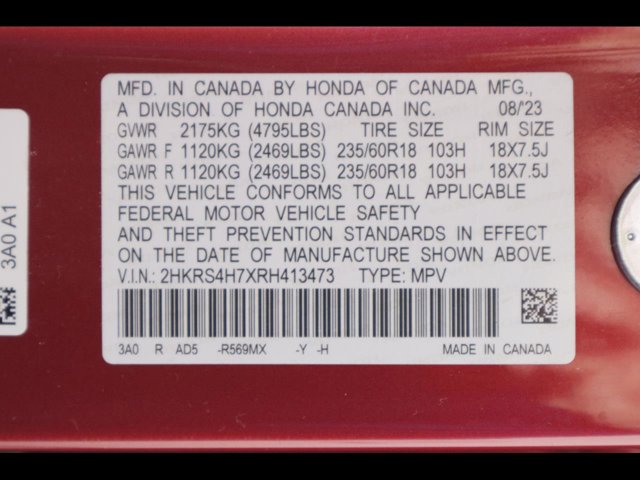 MFD. IN CANADA BY HONDA OF CANADA MFG.,
A DIVISION OF HONDA CANADA INC. 08/'23
GVWR 2175KG (4795LBS) TIRE SIZE RIM SIZE
GAWR F 1120KG (2469LBS) 235/60R18 103H 18X7.5J
GAWR R 1120KG (2469LBS) 235/60R18 103H 18X7.5J
THIS VEHICLE CONFORMS TO ALL APPLICABLE
FEDERAL MOTOR VEHICLE SAFETY
AND THEFT PREVENTION STANDARDS IN EFFECT
ON THE DATE OF MANUFACTURE SHOWN ABOVE.
V.I.N.: 2HKRS4H7XRH413473 TYPE: MPV
3A0 R AD5 -R569MX -Y -H MADE IN CANADA
3A0 A1